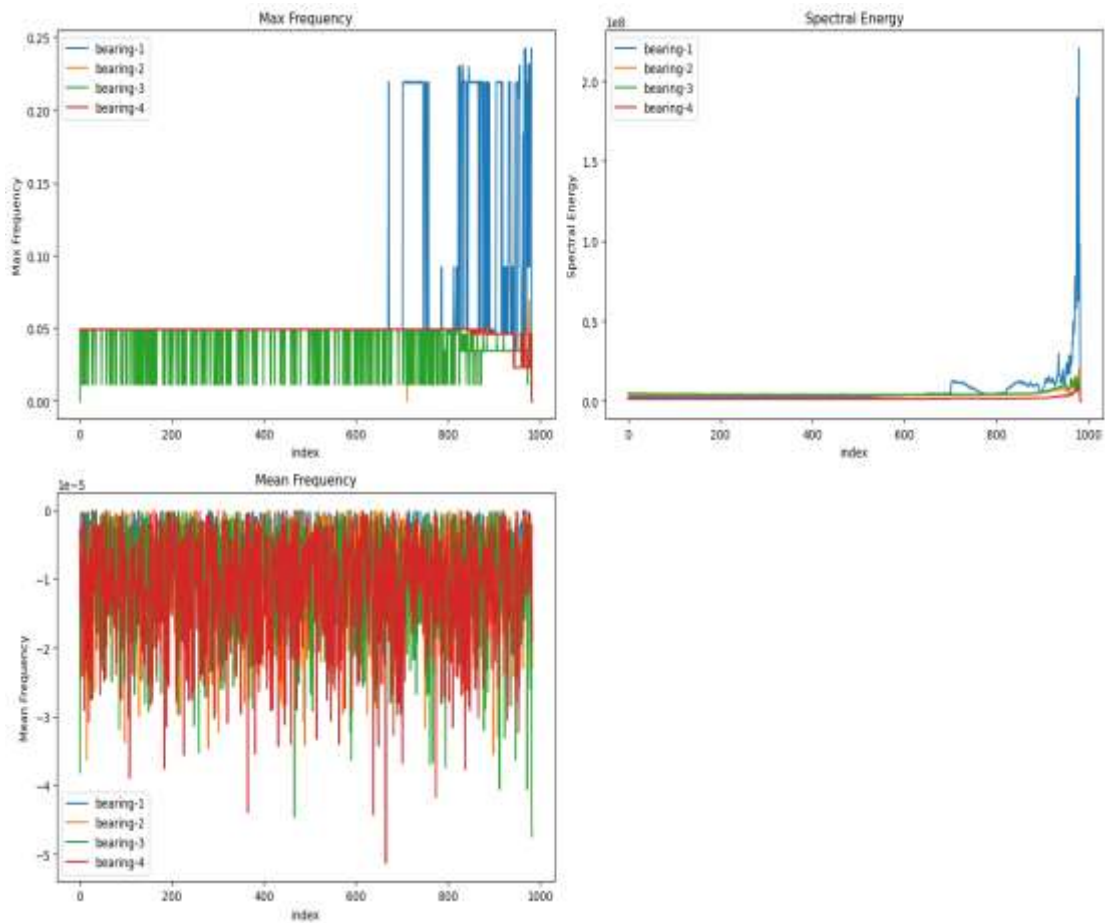 Max Frequency
0.25
0.20
0.15
0.10
0.05
0.00
Max Frequency
bearing-1
bearing-2
bearing-3
bearing-4
0 200 400 600 800 1000
index
Spectral Energy
1e8
2.0
1.5
1.0
0.5
0.0
Spectral Energy
bearing-1
bearing-2
bearing-3
bearing-4
0 200 400 600 800 1000
index
Mean Frequency
1e−5
0
−1
−2
−3
−4
−5
Mean Frequency
bearing-1
bearing-2
bearing-3
bearing-4
0 200 400 600 800 1000
index